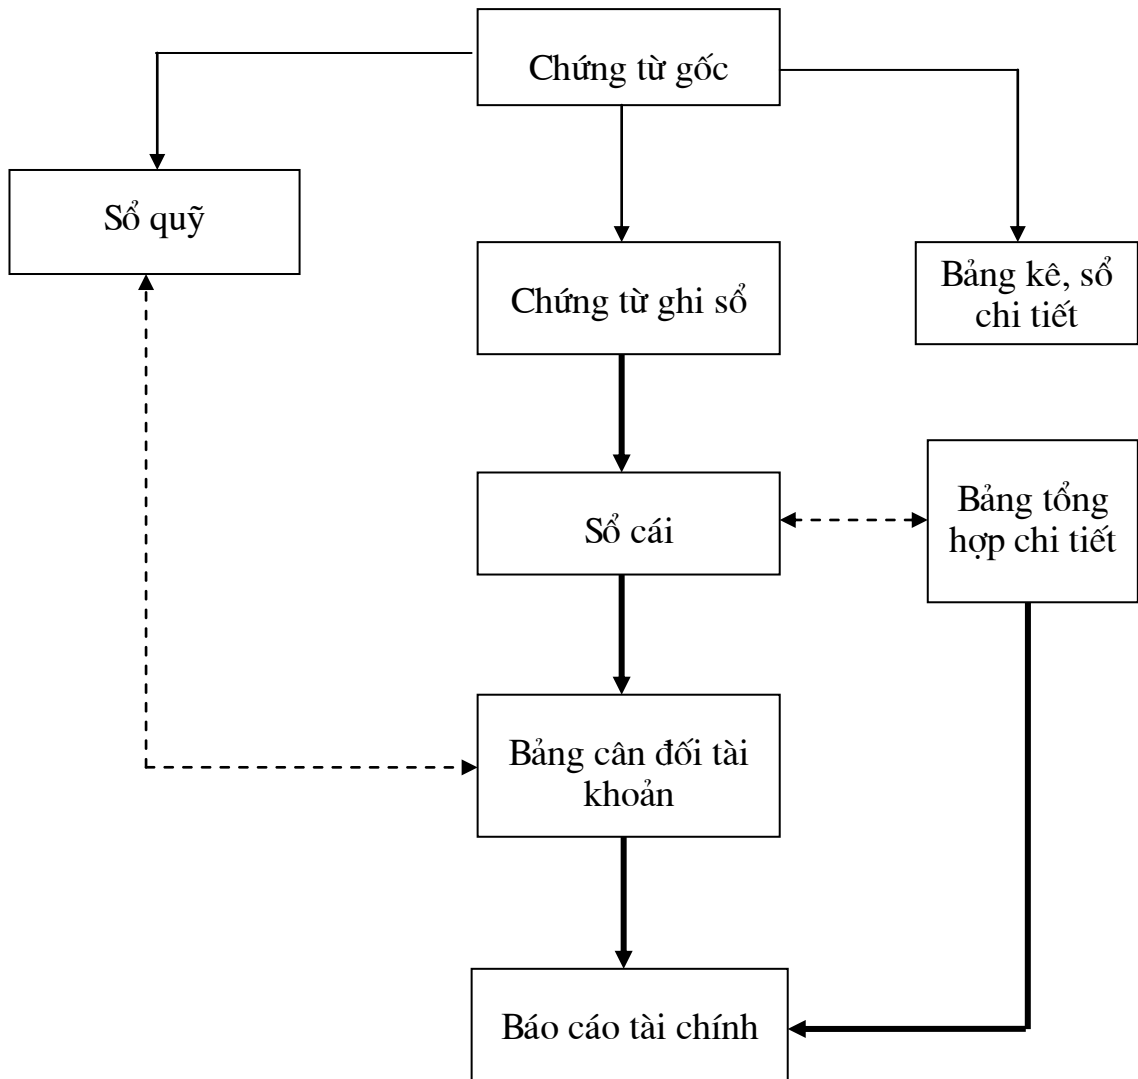 Chứng từ gốc
Sổ quỹ
Chứng từ ghi sổ
Bảng kê, sổ
chi tiết
Sổ cái
Bảng tổng
hợp chi tiết
Bảng cân đối tài
khoản
Báo cáo tài chính